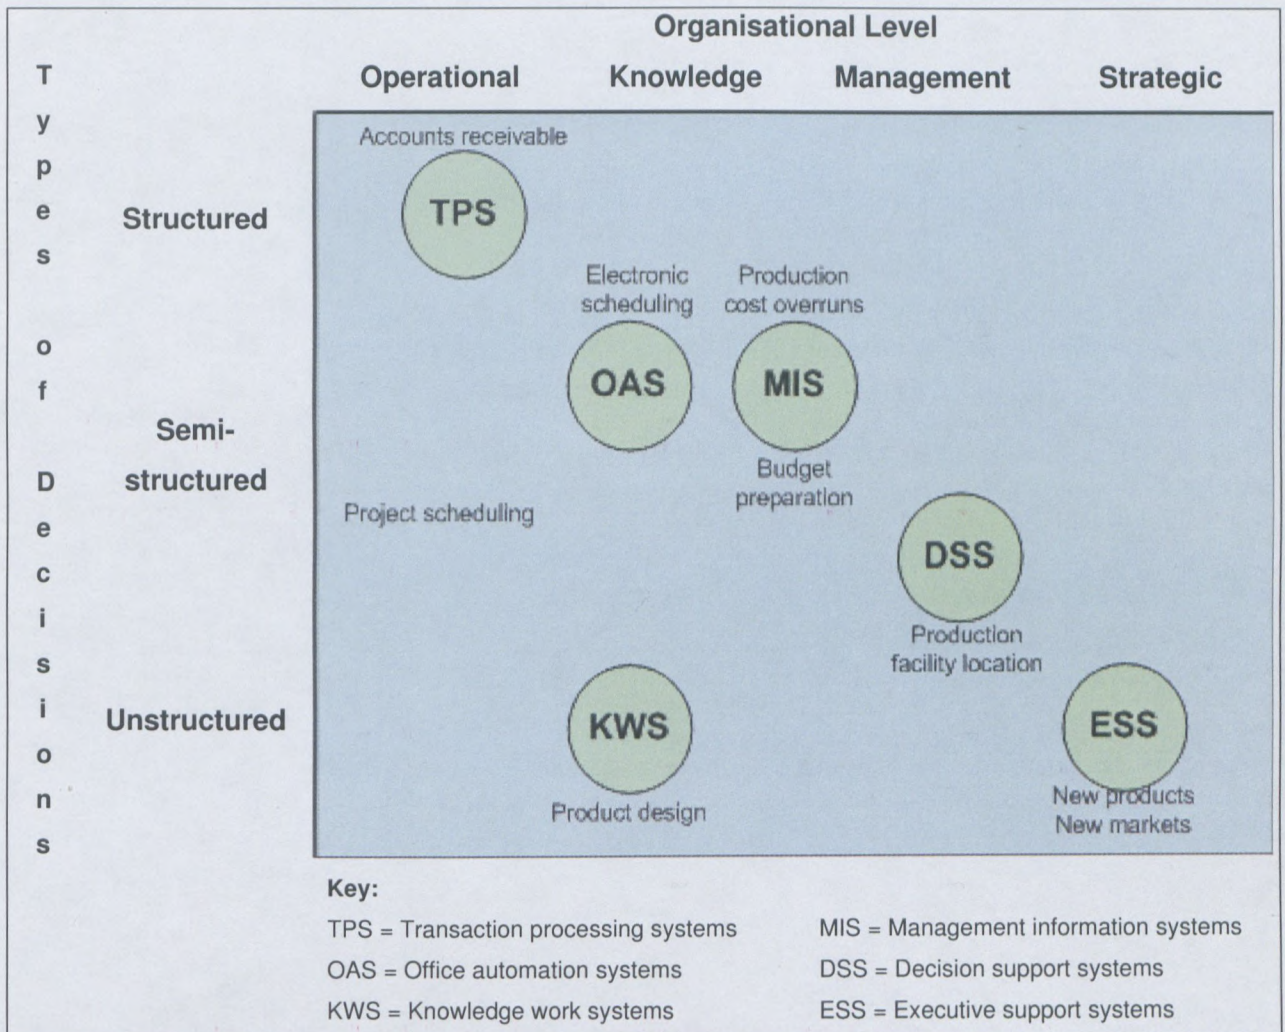 Organisational Level
Operational Knowledge Management Strategic
Types of Decisions
Accounts receivable
TPS
Structured
Electronic
scheduling
Production
cost overruns
OAS
MIS
Semi-
structured
Budget
preparation
Project scheduling
DSS
Production
facility location
Unstructured
KWS
ESS
Product design
New products
New markets
Key:
TPS = Transaction processing systems
MIS = Management information systems
OAS = Office automation systems
DSS = Decision support systems
KWS = Knowledge work systems
ESS = Executive support systems